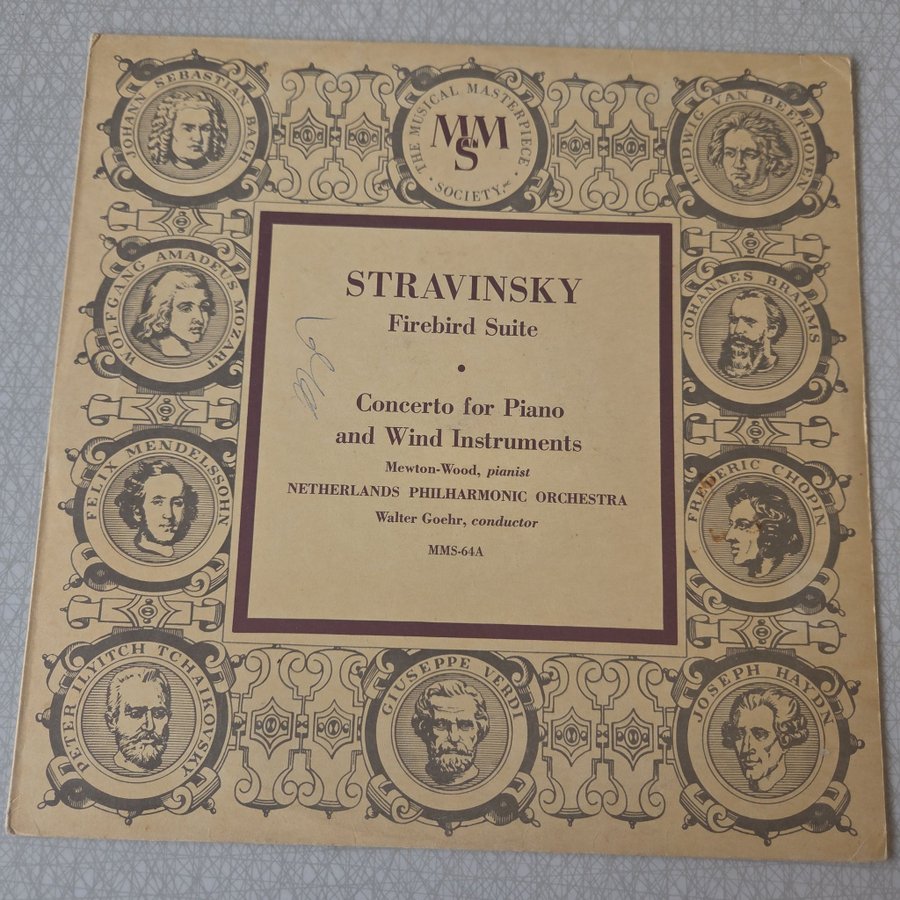 JOHANN SEBASTIAN BACH
THE MUSICAL MASTERPIECE
MMS
SOCIETY
LUDWIG VAN BEETHOVEN
WOLFGANG AMADEUS MOZART
JOHANNES BRAHMS
STRAVINSKY
Firebird Suite
•
Concerto for Piano
and Wind Instruments
Mewton-Wood, pianist
NETHERLANDS PHILHARMONIC ORCHESTRA
Walter Goehr, conductor
MMS-64A
FELIX MENDELSSOHN
FREDERIC CHOPIN
PETER ILYITCH TCHAIKOVSKY
GIUSEPPE VERDI
JOSEPH HAYDN